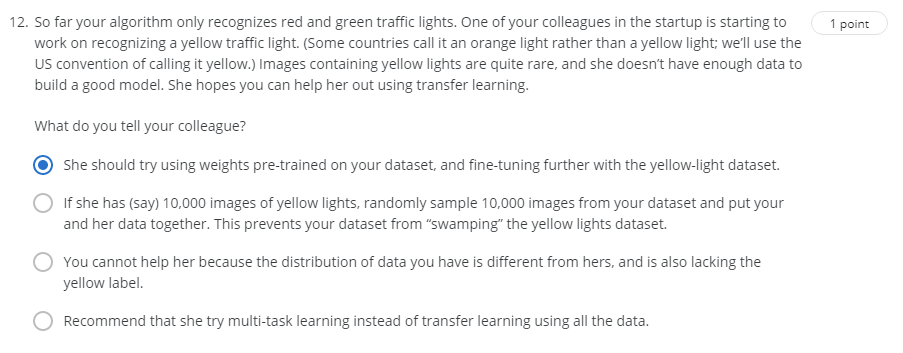 12. So far your algorithm only recognizes red and green traffic lights. One of your colleagues in the startup is starting to
1 point
work on recognizing a yellow traffic light. (Some countries call it an orange light rather than a yellow light; we'll use the
US convention of calling it yellow.) Images containing yellow lights are quite rare, and she doesn't have enough data to
build a good model. She hopes you can help her out using transfer learning.
What do you tell your colleague?
She should try using weights pre-trained on your dataset, and fine-tuning further with the yellow-light dataset.
If she has (say) 10,000 images of yellow lights, randomly sample 10,000 images from your dataset and put your
and her data together. This prevents your dataset from “swamping” the yellow lights dataset.
You cannot help her because the distribution of data you have is different from hers, and is also lacking the
yellow label.
Recommend that she try multi-task learning instead of transfer learning using all the data.